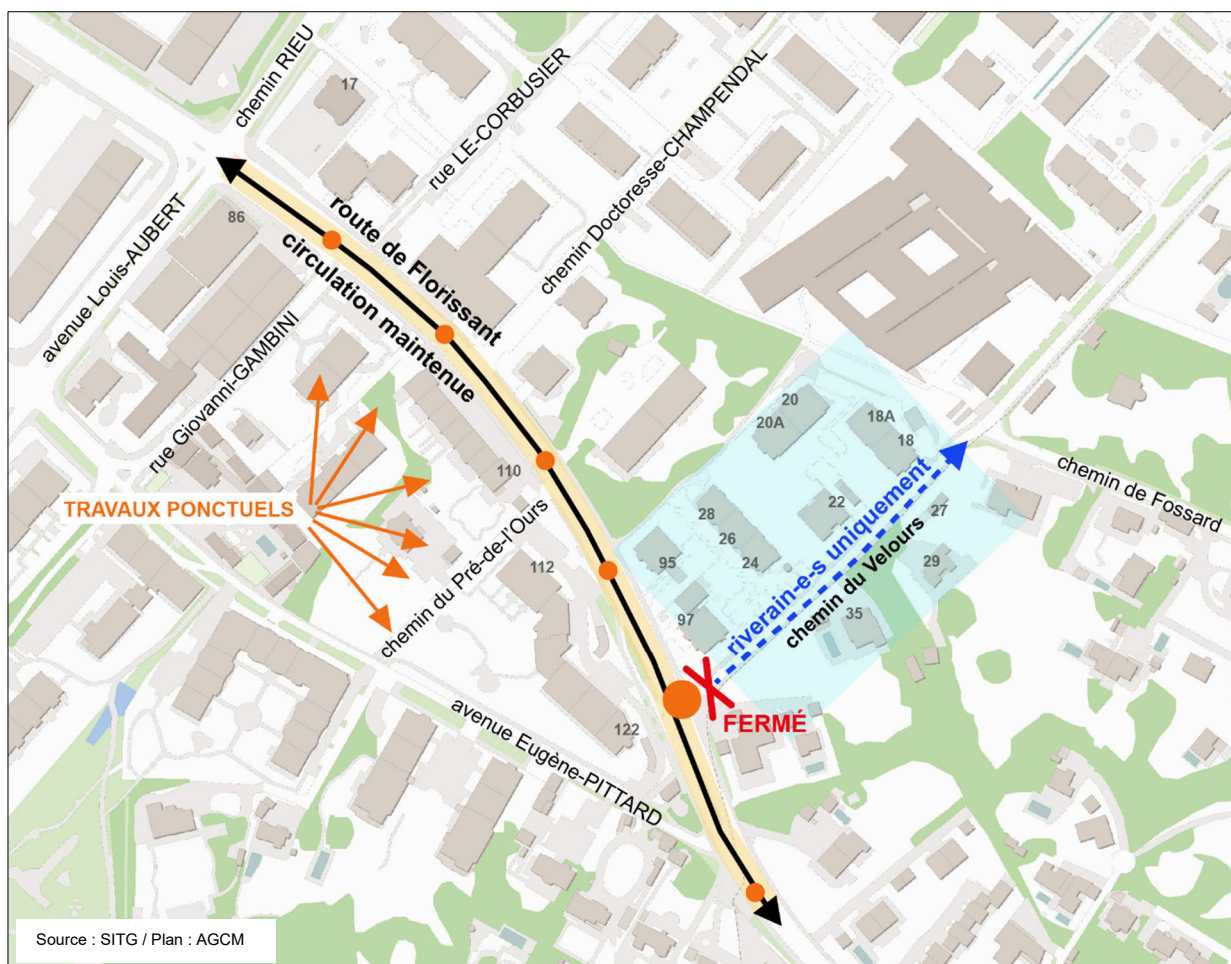 chemin RIEU
17
rue LE-CORBUSIER
chemin Doctoresse-CHAMPENDAL
avenue Louis-AUBERT
86
route de Florissant
circulation maintenue
rue Giovanni-GAMBINI
TRAVAUX PONCTUELS
110
chemin du Pré-de-l'Ours
112
20
20A
18A
18
chemin de Fossard
28
26
24
22
27
29
95
97
35
riverain-e-s uniquement
chemin du Velours
FERMÉ
122
avenue Eugène-PITTARD
Source : SITG / Plan : AGCM